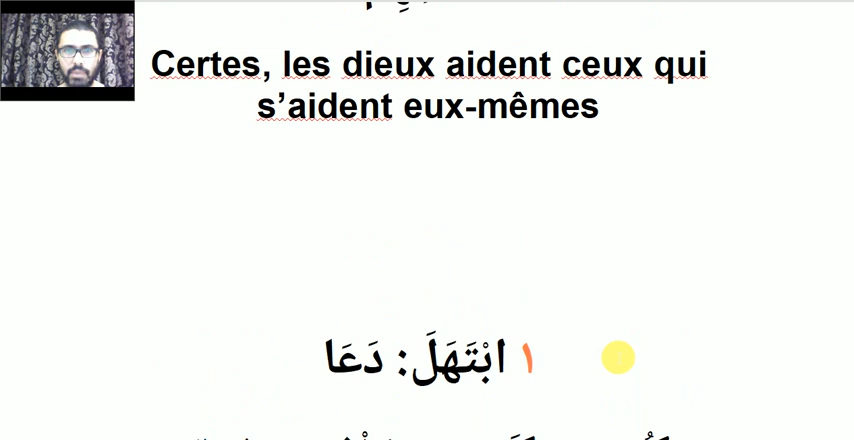 Certes, les dieux aident ceux qui
s’aident eux-mêmes
١ ابْتَهَلَ: دَعَا